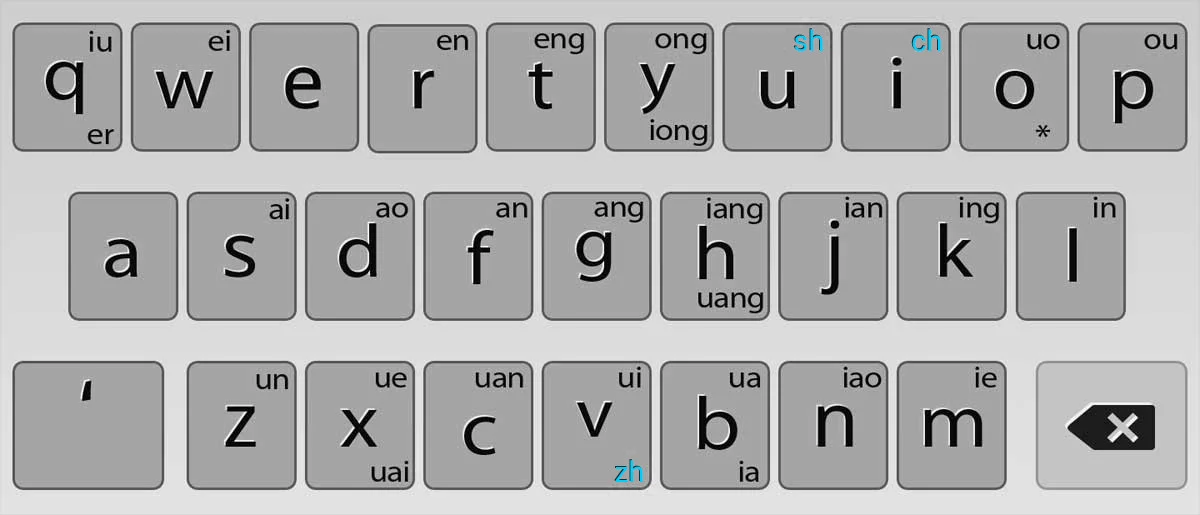 iu ei en eng ong sh ch uo ou
q w e r t y u i o p
er iong *
ai ao an ang iang ian ing in
a s d f g h j k l
uang
un ue uan ui ua iao ie
' z x c v b n m
uai zh ia